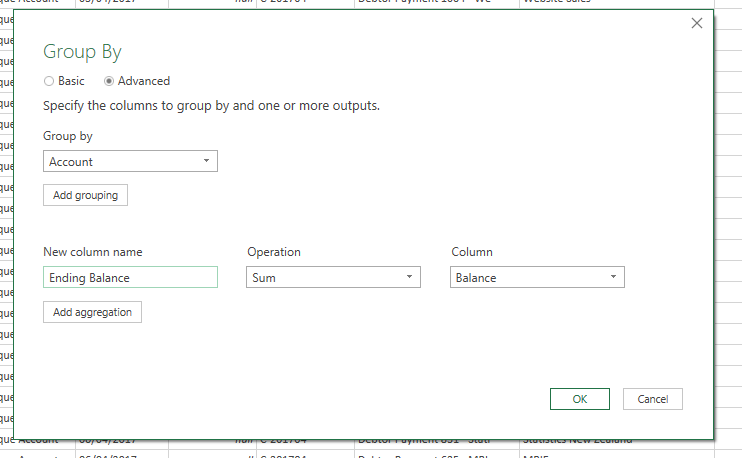 Group By
Basic Advanced
Specify the columns to group by and one or more outputs.
Group by
Account
Add grouping
New column name Operation Column
Ending Balance Sum Balance
Add aggregation
OK Cancel